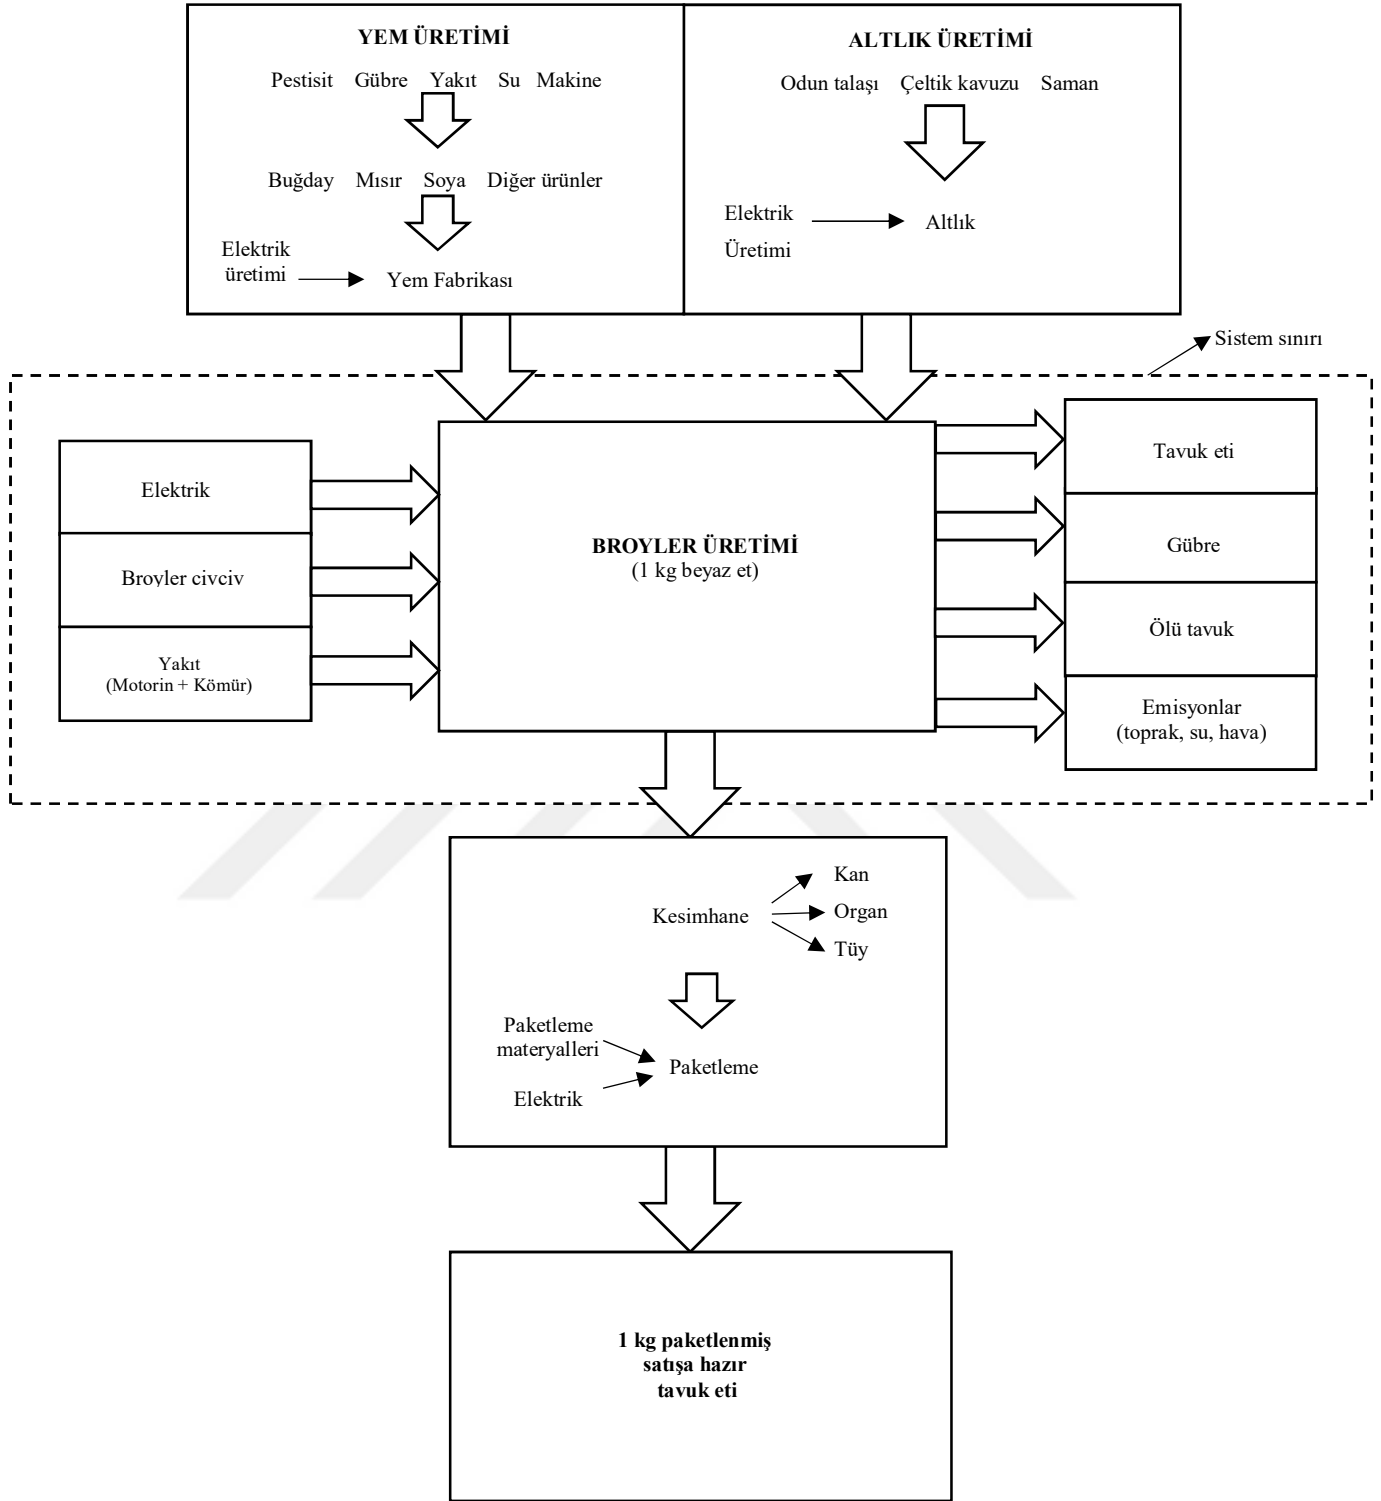 YEM ÜRETİMİ
Pestisit Gübre Yakıt Su Makine
Buğday Mısır Soya Diğer ürünler
Elektrik
üretimi
Yem Fabrikası
ALTLIK ÜRETİMİ
Odun talaşı Çeltik kavuzu Saman
Elektrik
Üretimi
Altlık
Sistem sınırı
Elektrik
Broyler civciv
Yakıt
(Motorin + Kömür)
BROYLER ÜRETİMİ
(1 kg beyaz et)
Tavuk eti
Gübre
Ölü tavuk
Emisyonlar
(toprak, su, hava)
Kesimhane
Kan
Organ
Tüy
Paketleme
materyalleri
Elektrik
Paketleme
1 kg paketlenmiş
satışa hazır
tavuk eti